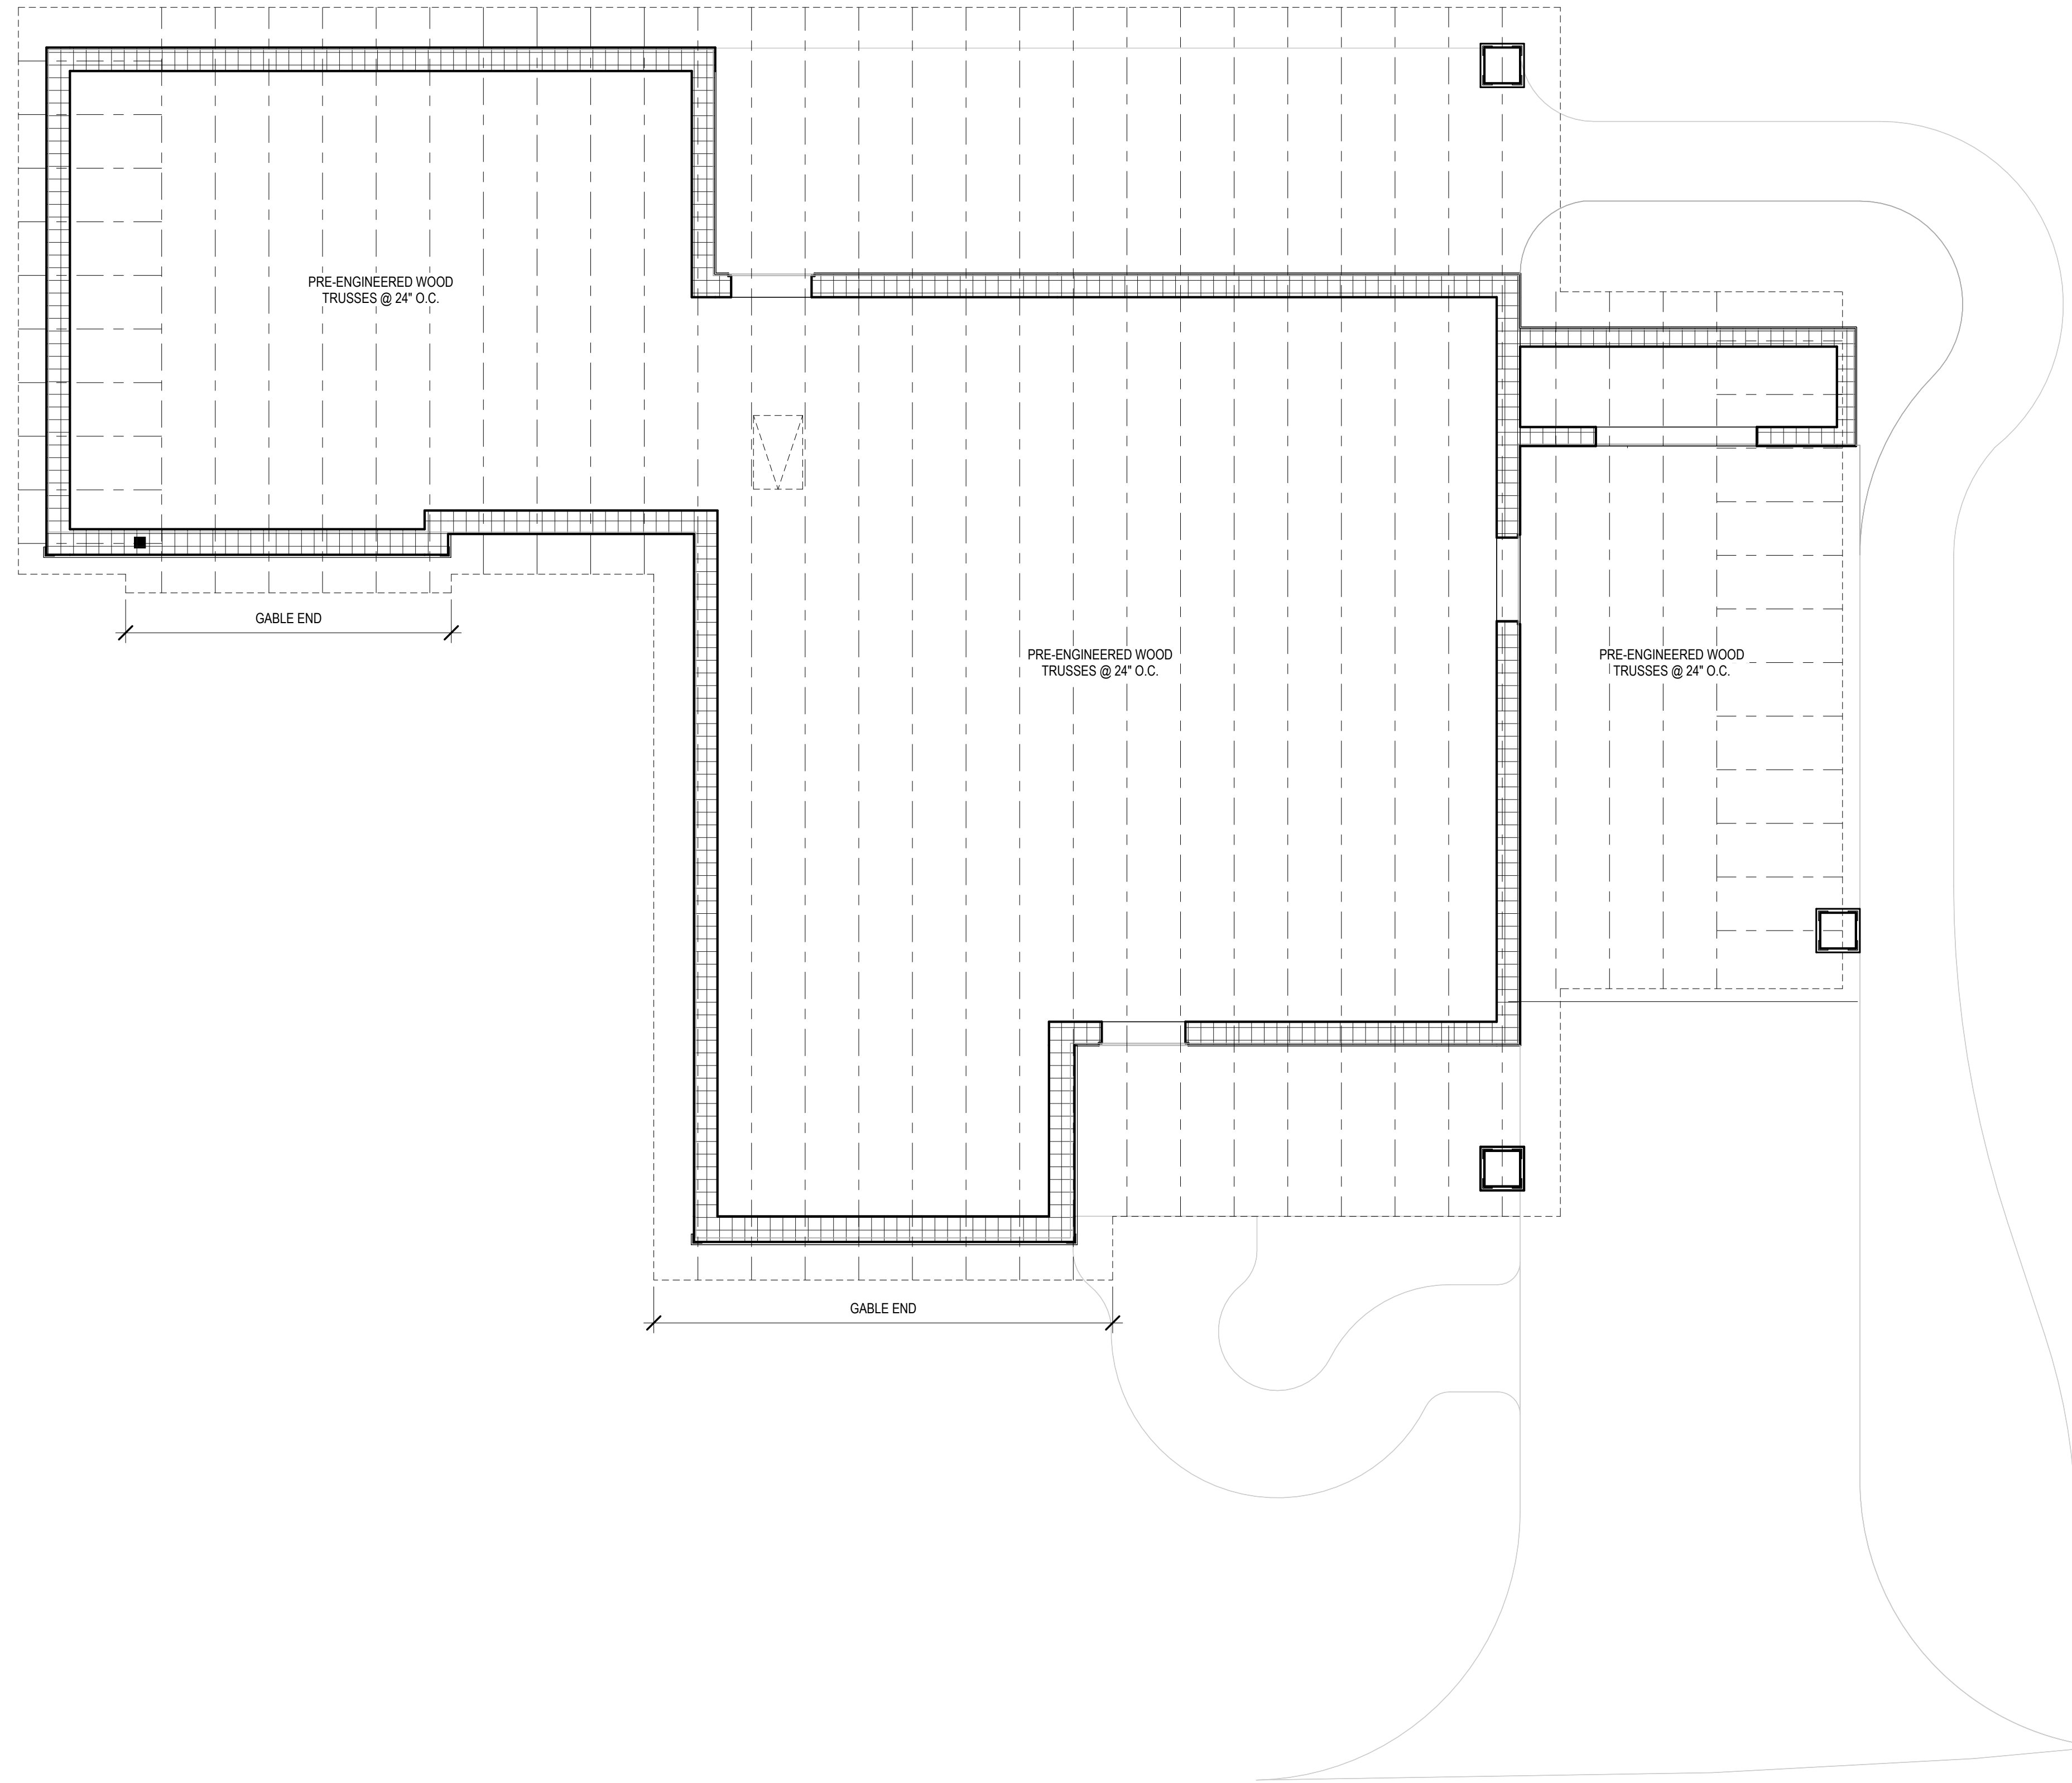 PRE-ENGINEERED WOOD
TRUSSES @ 24" O.C.
GABLE END
PRE-ENGINEERED WOOD
TRUSSES @ 24" O.C.
PRE-ENGINEERED WOOD
TRUSSES @ 24" O.C.
GABLE END